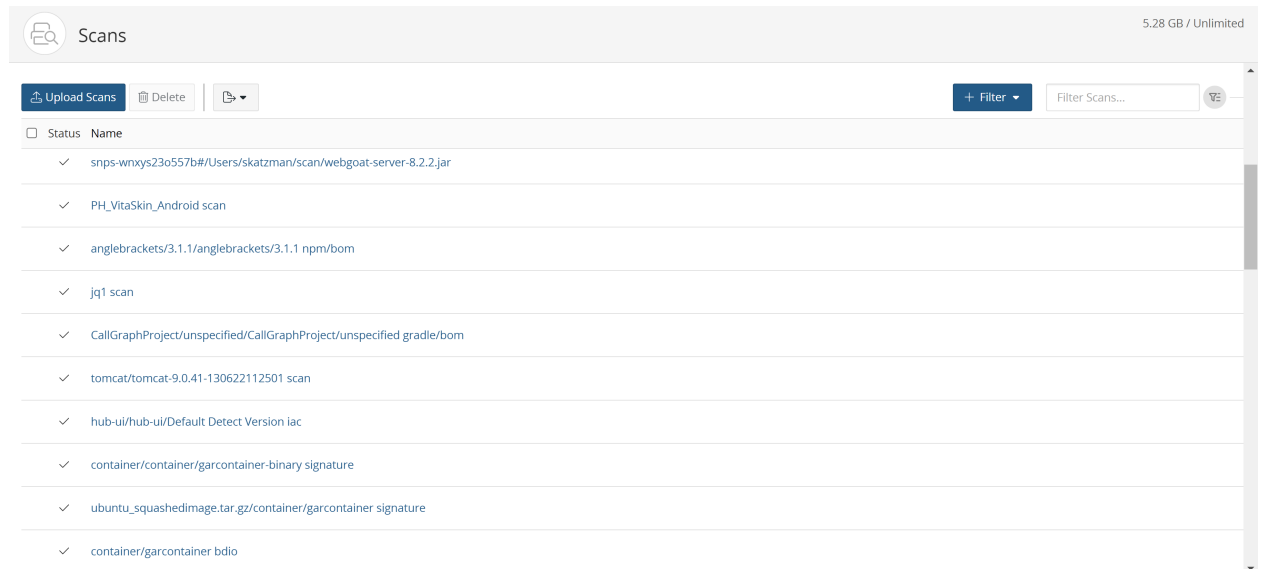 Scans
5.28 GB / Unlimited
Upload Scans
Delete
+ Filter
Filter Scans...
Status Name
snps-wnxys23o557b#/Users/skatzman/scan/webgoat-server-8.2.2.jar
PH_VitaSkin_Android scan
anglebrackets/3.1.1/anglebrackets/3.1.1 npm/bom
jq1 scan
CallGraphProject/unspecified/CallGraphProject/unspecified gradle/bom
tomcat/tomcat-9.0.41-130622112501 scan
hub-ui/hub-ui/Default Detect Version iac
container/container/garcontainer-binary signature
ubuntu_squashedimage.tar.gz/container/garcontainer signature
container/garcontainer bdio